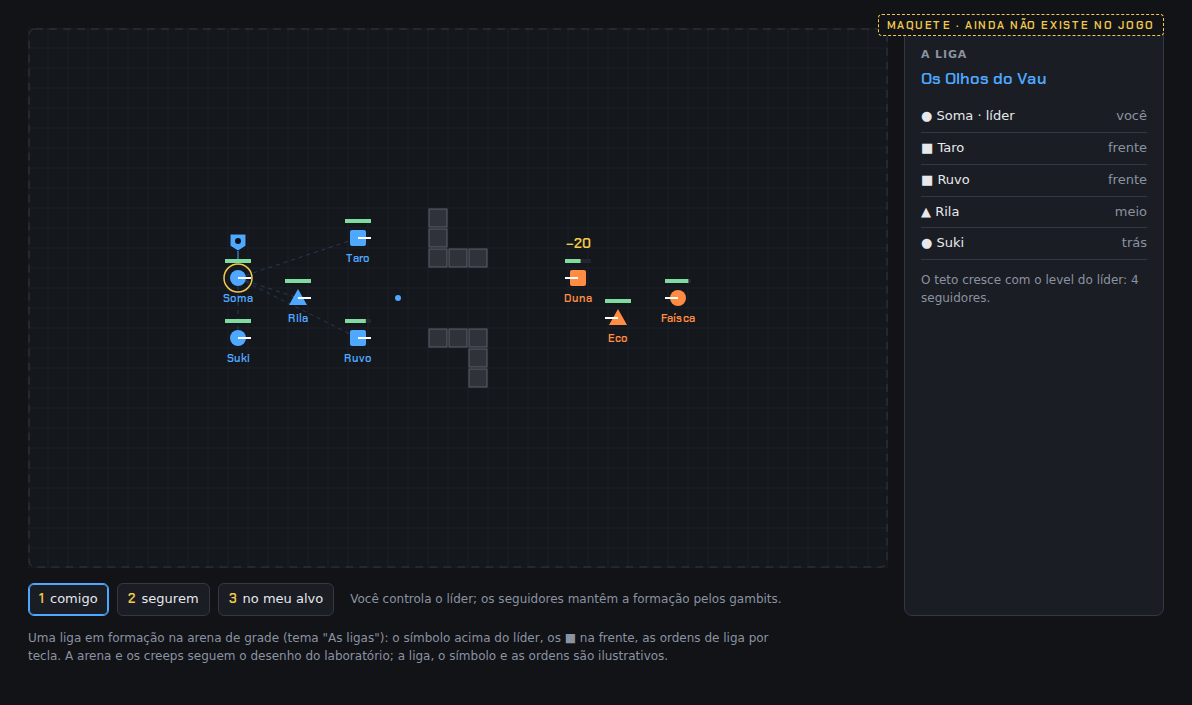 MAQUETE · AINDA NÃO EXISTE NO JOGO
A LIGA
Os Olhos do Vau
● Soma · líder você
■ Taro frente
■ Ruvo frente
▲ Rila meio
● Suki trás
O teto cresce com o level do líder: 4
seguidores.
Taro
−20
Soma
Rila
Duna
Faísca
Eco
Suki
Ruvo
1 comigo
2 segurem
3 no meu alvo
Você controla o líder; os seguidores mantêm a formação pelos gambits.
Uma liga em formação na arena de grade (tema "As ligas"): o símbolo acima do líder, os ■ na frente, as ordens de liga por
tecla. A arena e os creeps seguem o desenho do laboratório; a liga, o símbolo e as ordens são ilustrativos.